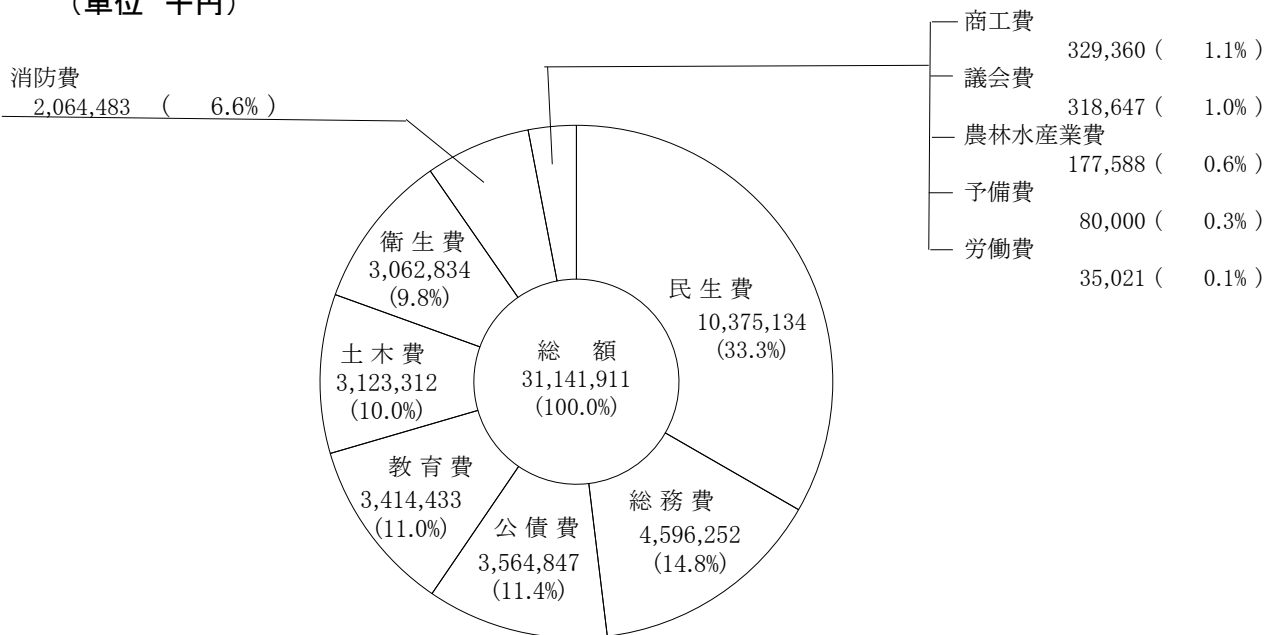 （単位 千円）
商工費
329,360 ( 1.1% )
議会費
318,647 ( 1.0% )
農林水産業費
177,588 ( 0.6% )
予備費
80,000 ( 0.3% )
労働費
35,021 ( 0.1% )
消防費
2,064,483 ( 6.6% )
衛生費
3,062,834
(9.8%)
民生費
10,375,134
(33.3%)
土木費
3,123,312
(10.0%)
総 額
31,141,911
(100.0%)
教育費
3,414,433
(11.0%)
公債費
3,564,847
(11.4%)
総務費
4,596,252
(14.8%)